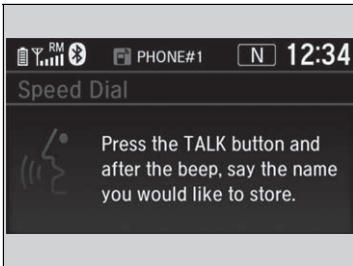 RM PHONE#1 N 12:34
Speed Dial
Press the TALK button and
after the beep, say the name
you would like to store.